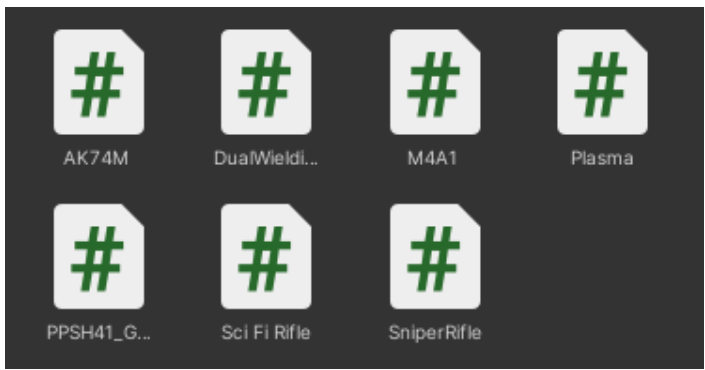 AK74M
DualWieldi...
M4A1
Plasma
PPSH41_G...
Sci Fi Rifle
SniperRifle